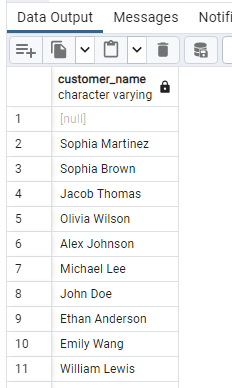 Data Output Messages Notifi
customer_name
character varying
1 [null]
2 Sophia Martinez
3 Sophia Brown
4 Jacob Thomas
5 Olivia Wilson
6 Alex Johnson
7 Michael Lee
8 John Doe
9 Ethan Anderson
10 Emily Wang
11 William Lewis